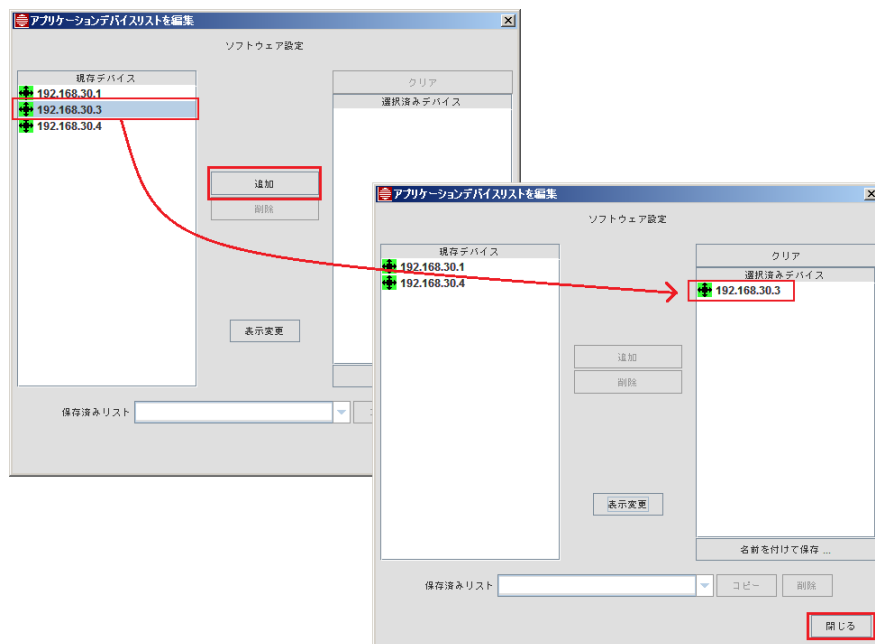 アプリケーションデバイスリストを編集
ソフトウェア設定
現存デバイス
192.168.30.1
192.168.30.3
192.168.30.4
追加
削除
表示変更
クリア
選択済みデバイス
保存済みリスト
アプリケーションデバイスリストを編集
ソフトウェア設定
現存デバイス
192.168.30.1
192.168.30.4
追加
削除
表示変更
クリア
選択済みデバイス
192.168.30.3
名前を付けて保存 ...
保存済みリスト
コピー
削除
閉じる